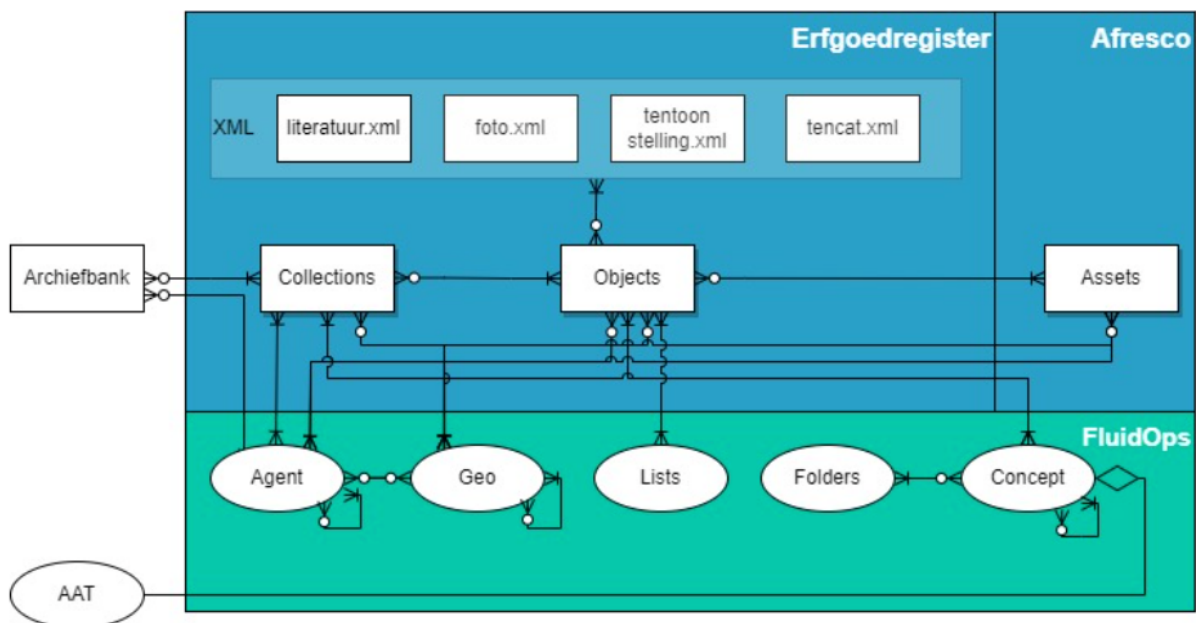 Erfgoedregister
Afresco
XML
literatuur.xml
foto.xml
tentoon
stelling.xml
tencat.xml
Archiefbank
Collections
Objects
Assets
FluidOps
Agent
Geo
Lists
Folders
Concept
AAT